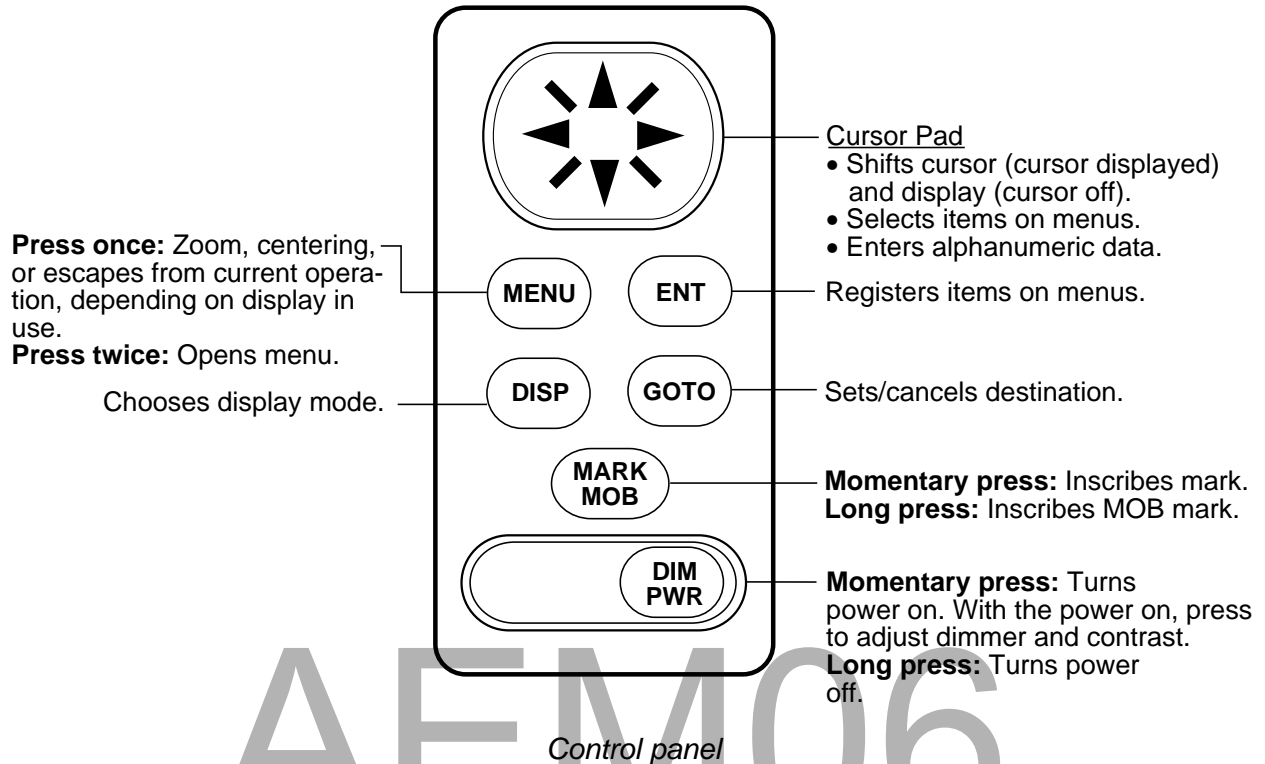 Cursor Pad
• Shifts cursor (cursor displayed)
and display (cursor off).
• Selects items on menus.
• Enters alphanumeric data.
Press once: Zoom, centering,
or escapes from current opera-
tion, depending on display in
use.
Press twice: Opens menu.
MENU
ENT
Registers items on menus.
Chooses display mode.
DISP
GOTO
Sets/cancels destination.
MARK
MOB
Momentary press: Inscribes mark.
Long press: Inscribes MOB mark.
DIM
PWR
Momentary press: Turns
power on. With the power on, press
to adjust dimmer and contrast.
Long press: Turns power
off.
Control panel
AEM06